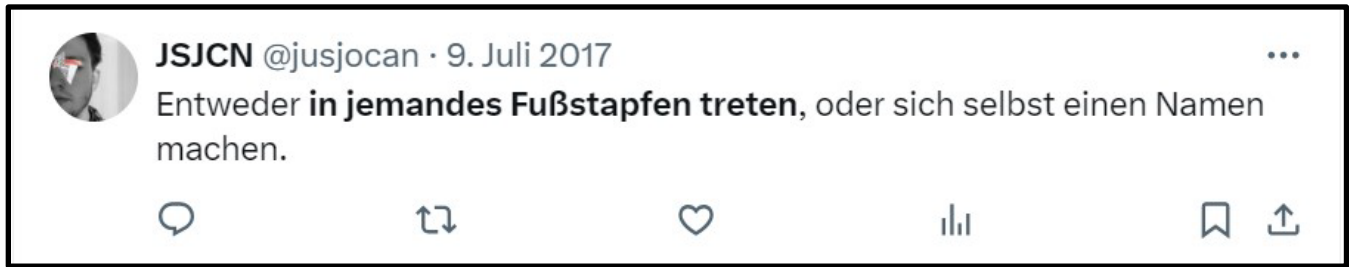 JSJCN @jusjocan · 9. Juli 2017
Entweder in jemandes Fußstapfen treten, oder sich selbst einen Namen
machen.